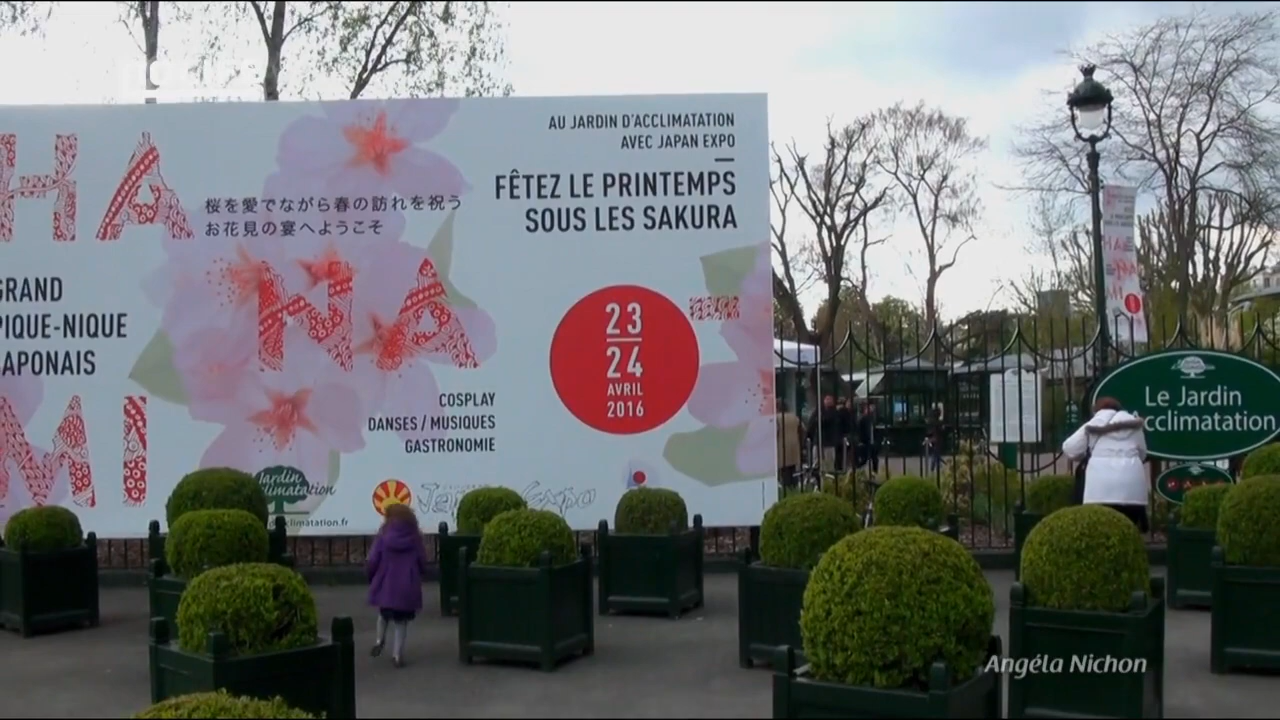 HA
AU JARDIN D'ACCLIMATATION
AVEC JAPAN EXPO
桜を愛でながら春の訪れを祝う
お花見の宴へようこそ
FÊTEZ LE PRINTEMPS
SOUS LES SAKURA
GRAND
PIQUE-NIQUE
JAPONAIS
NA
23
24
AVRIL
2016
COSPLAY
DANSES / MUSIQUES
GASTRONOMIE
MI
Jardin
Le Jardin
Acclimatation
Angéla Nichon